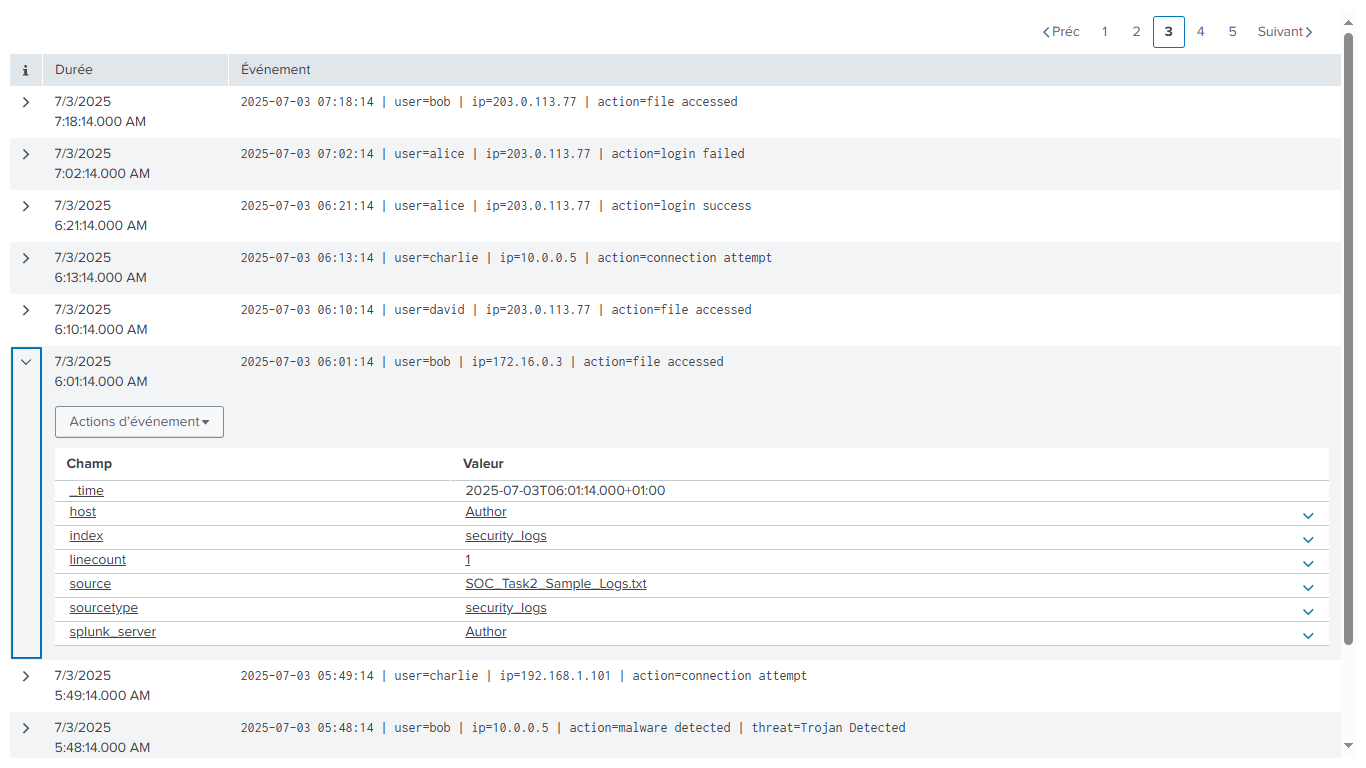 Préc 1 2 3 4 5 Suivant
i Durée Événement
7/3/2025 2025-07-03 07:18:14 | user=bob | ip=203.0.113.77 | action=file accessed
7:18:14.000 AM
7/3/2025 2025-07-03 07:02:14 | user=alice | ip=203.0.113.77 | action=login failed
7:02:14.000 AM
7/3/2025 2025-07-03 06:21:14 | user=alice | ip=203.0.113.77 | action=login success
6:21:14.000 AM
7/3/2025 2025-07-03 06:13:14 | user=charlie | ip=10.0.0.5 | action=connection attempt
6:13:14.000 AM
7/3/2025 2025-07-03 06:10:14 | user=david | ip=203.0.113.77 | action=file accessed
6:10:14.000 AM
7/3/2025 2025-07-03 06:01:14 | user=bob | ip=172.16.0.3 | action=file accessed
6:01:14.000 AM
Actions d'événement
Champ Valeur
_time 2025-07-03T06:01:14.000+01:00
host Author
index security_logs
linecount 1
source SOC_Task2_Sample_Logs.txt
sourcetype security_logs
splunk_server Author
7/3/2025 2025-07-03 05:49:14 | user=charlie | ip=192.168.1.101 | action=connection attempt
5:49:14.000 AM
7/3/2025 2025-07-03 05:48:14 | user=bob | ip=10.0.0.5 | action=malware detected | threat=Trojan Detected
5:48:14.000 AM